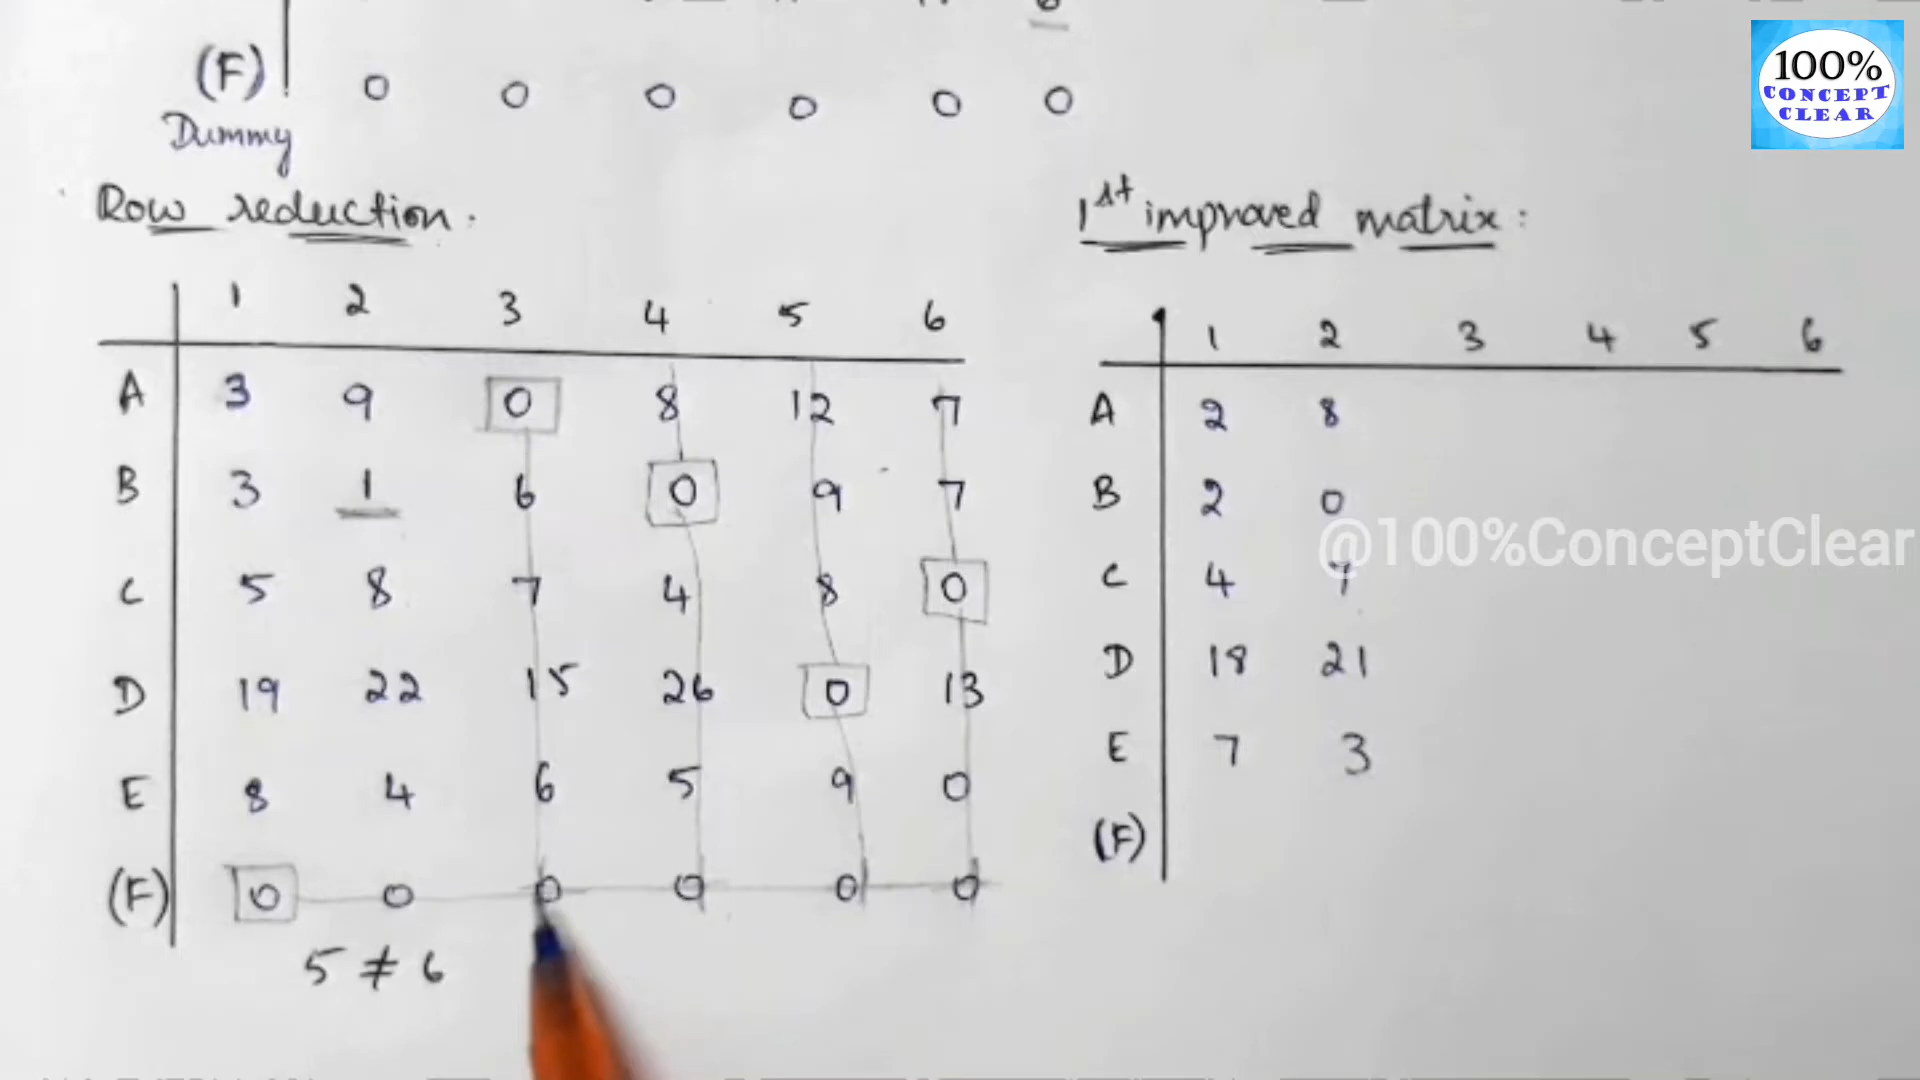 (F) 0 0 0 0 0 0
Dummy
100%
CONCEPT
CLEAR
Row reduction:
1 2 3 4 5 6
A 3 9 0 8 12 7
B 3 1 6 0 9 7
C 5 8 7 4 8 0
D 19 22 15 26 0 13
E 8 4 6 5 9 0
(F) 0 0 0 0 0 0
5 ≠ 6
1st improved matrix:
1 2 3 4 5 6
A 2 8
B 2 0
@100%ConceptClear
C 4 7
D 18 21
E 7 3
(F)